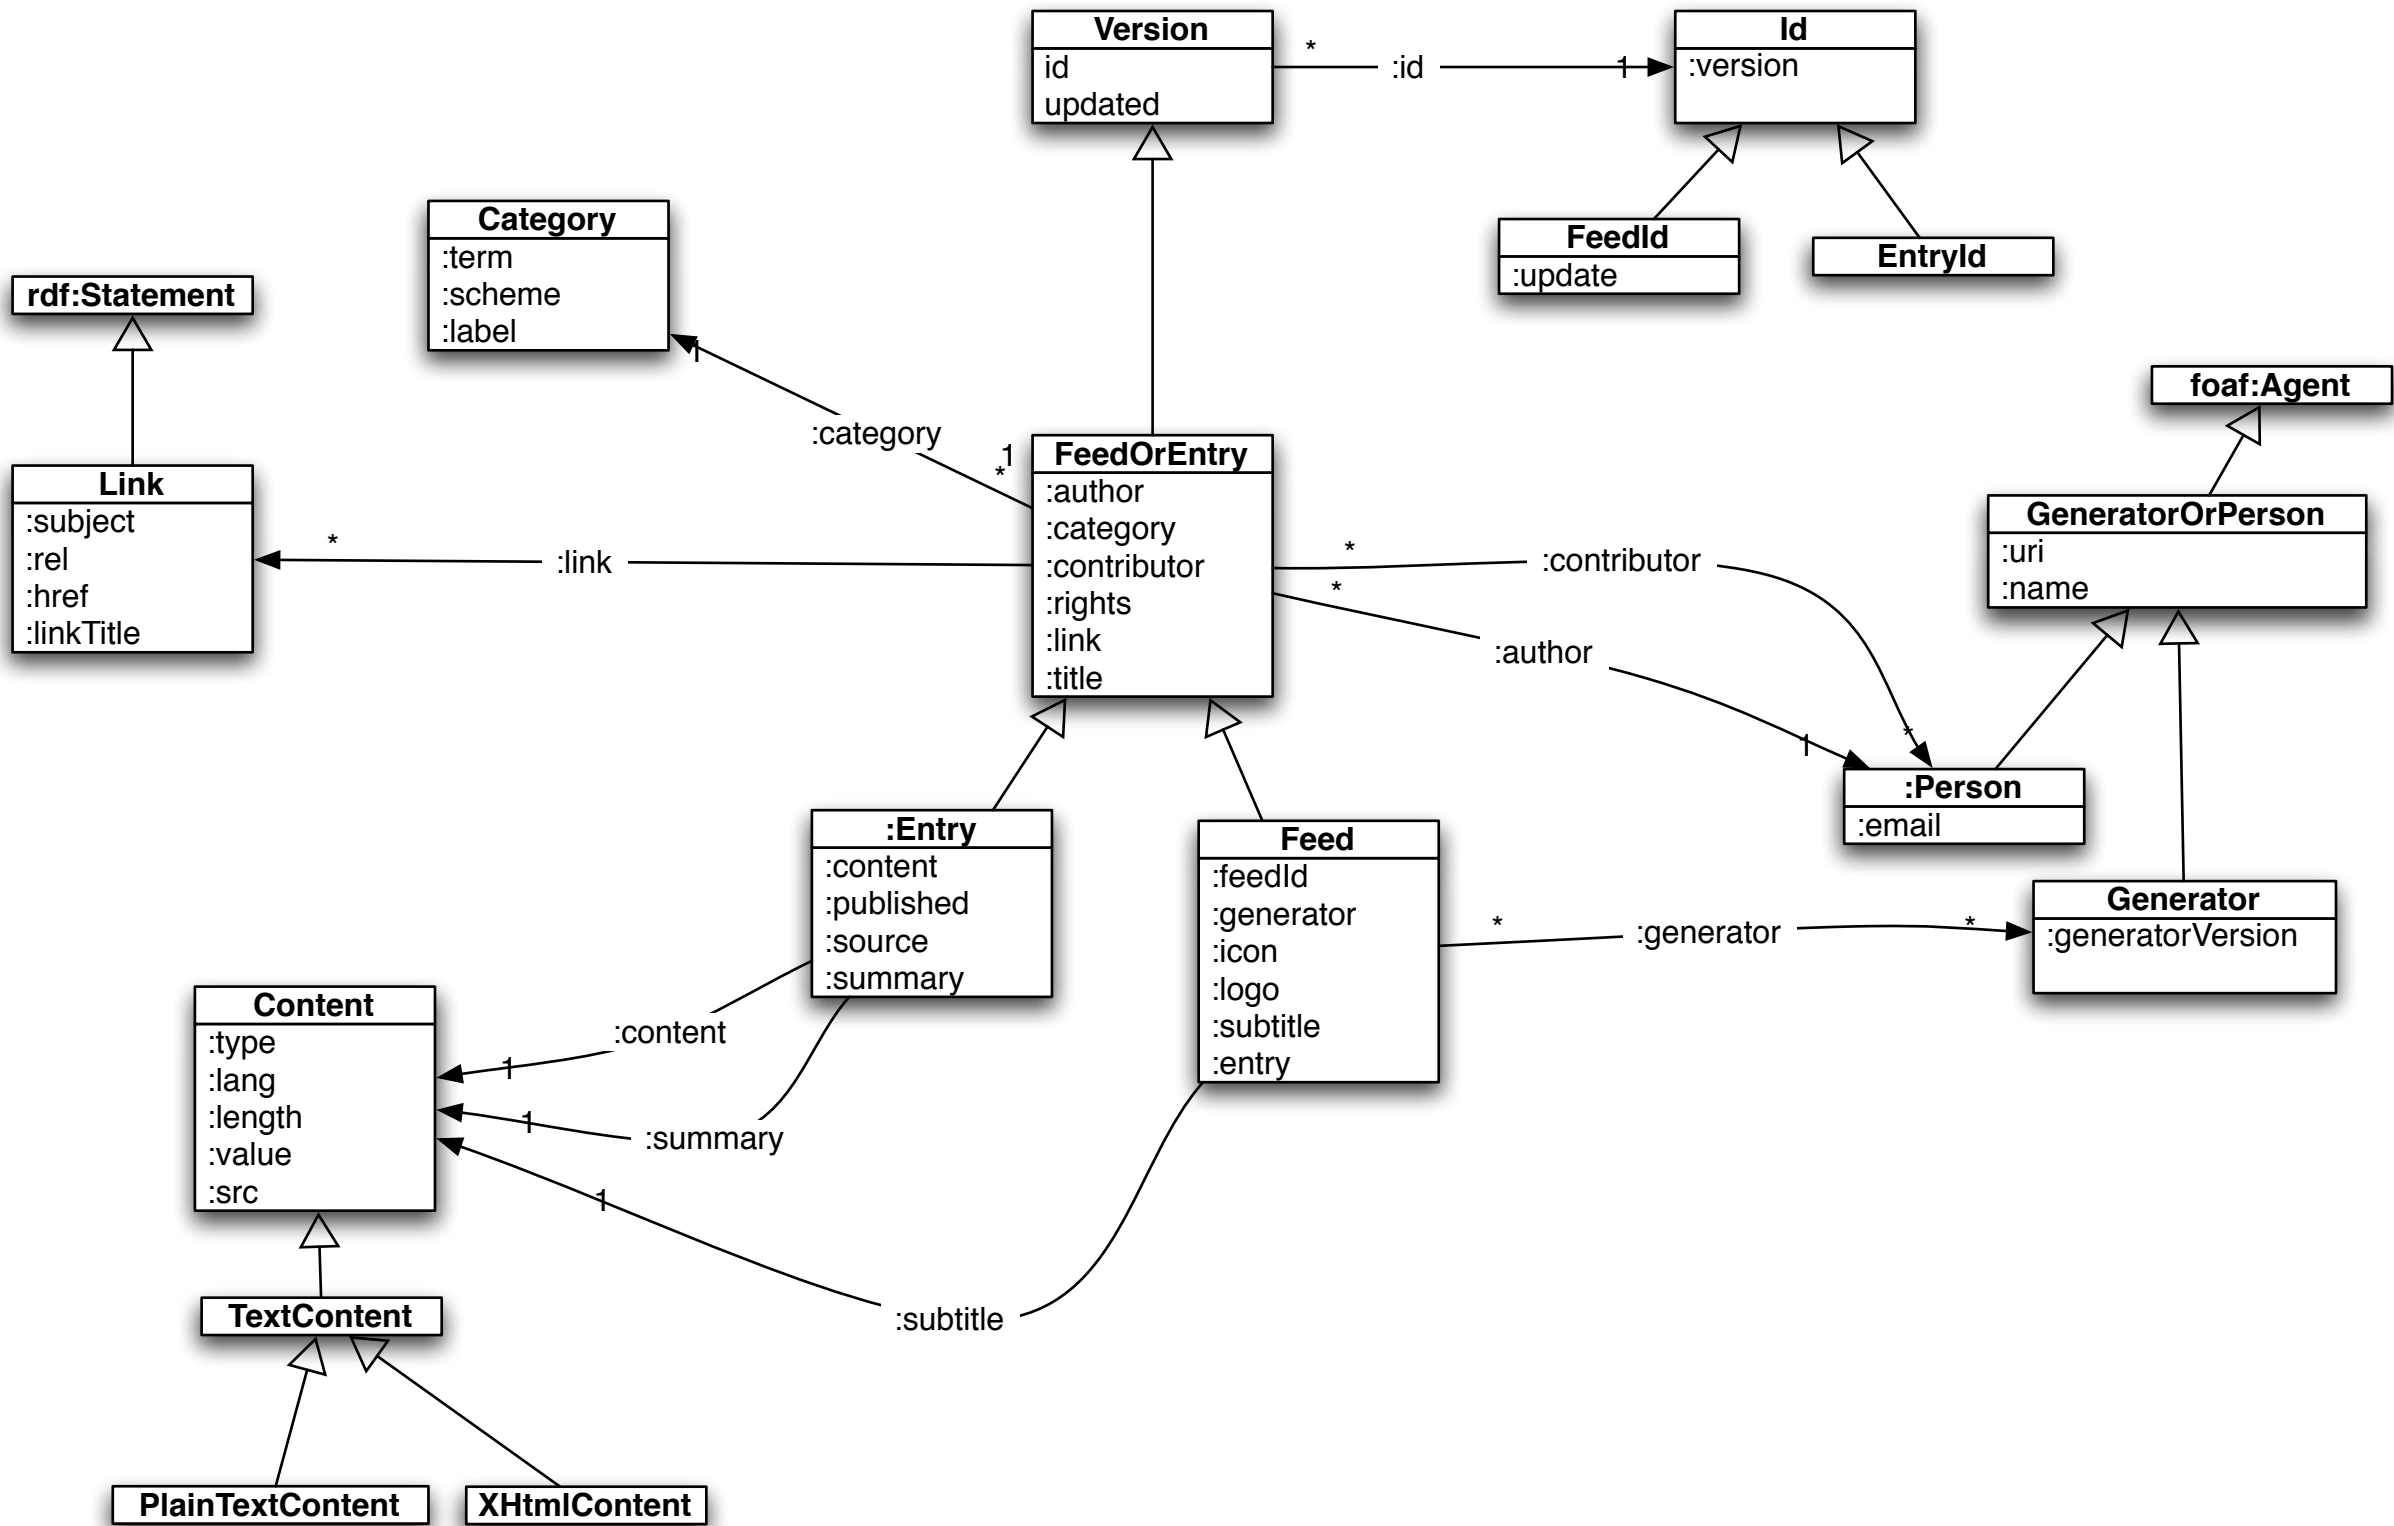 Version
id
updated
*
:id
1
Id
:version
FeedId
:update
EntryId
Category
:term
:scheme
:label
1
:category
1
*
rdf:Statement
Link
:subject
:rel
:href
:linkTitle
*
:link
FeedOrEntry
:author
:category
:contributor
:rights
:link
:title
*
:contributor
*
*
:author
1
foaf:Agent
GeneratorOrPerson
:uri
:name
:Person
:email
:Entry
:content
:published
:source
:summary
Feed
:feedId
:generator
:icon
:logo
:subtitle
:entry
*
:generator
*
Generator
:generatorVersion
Content
:type
:lang
:length
:value
:src
:content
1
:summary
1
:subtitle
1
TextContent
PlainTextContent
XHtmlContent